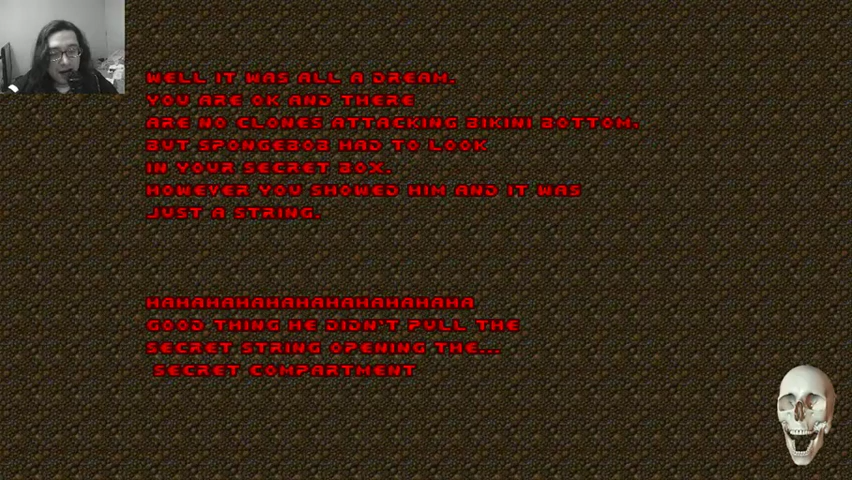 WELL IT WAS ALL A DREAM.
YOU ARE OK AND THERE
ARE NO CLONES ATTACKING BIKINI BOTTOM.
BUT SPONGEBOB HAD TO LOOK
IN YOUR SECRET BOX.
HOWEVER YOU SHOWED HIM AND IT WAS
JUST A STRING.
HAHAHAHAHAHAHAHAHAHAHA
GOOD THING HE DIDN'T PULL THE
SECRET STRING OPENING THE...
SECRET COMPARTMENT